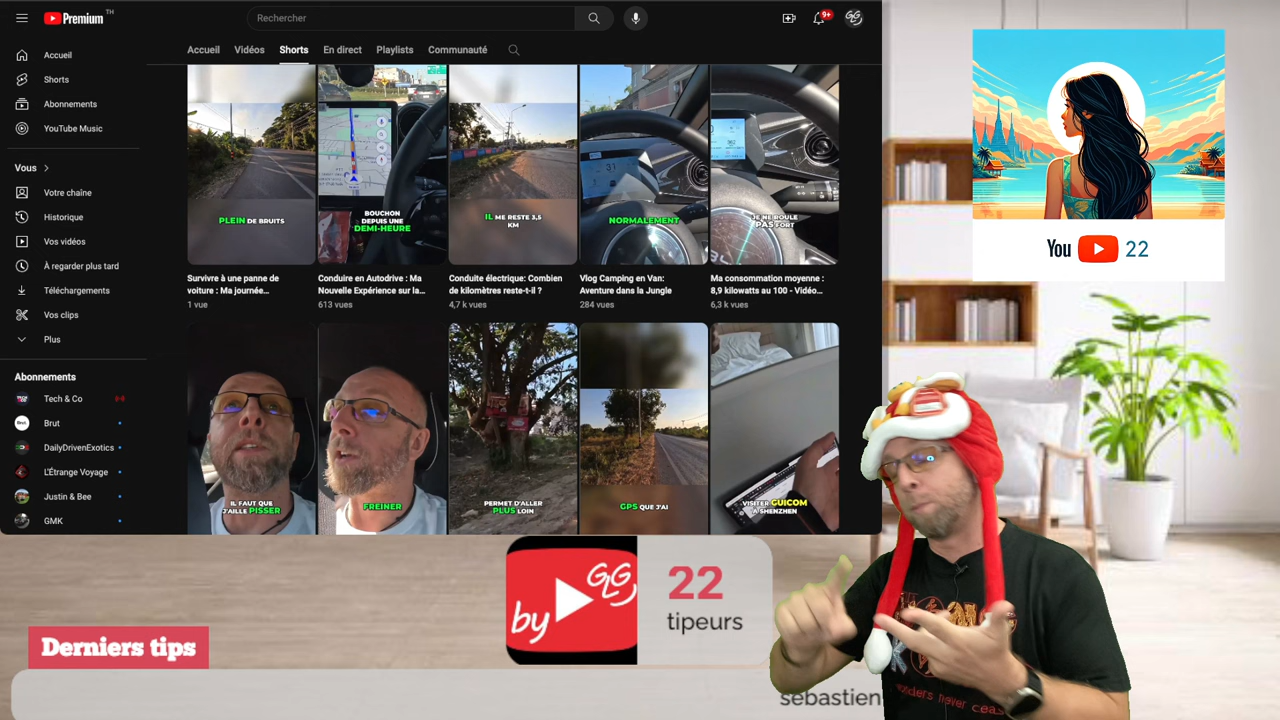 Premium TH
Rechercher
9+
Accueil
Vidéos
Shorts
En direct
Playlists
Communauté
Accueil
Shorts
Abonnements
YouTube Music
Vous
Votre chaîne
Historique
Vos vidéos
À regarder plus tard
Téléchargements
Vos clips
Plus
Abonnements
Tech & Co
Brut
DailyDrivenExotics
L'Étrange Voyage
Justin & Bee
GMK
PLEIN DE BRUITS
BOUCHON
DEPUIS UNE
DEMI-HEURE
IL ME RESTE 3,5
KM
NORMALEMENT
JE NE ROULE
PAS FORT
Survivre à une panne de
voiture : Ma journée...
1 vue
Conduire en Autodrive : Ma
Nouvelle Expérience sur la...
613 vues
Conduite électrique: Combien
de kilomètres reste-t-il ?
4,7 k vues
Vlog Camping en Van:
Aventure dans la Jungle
284 vues
Ma consommation moyenne :
8,9 kilowatts au 100 - Vidéo...
6,3 k vues
IL FAUT QUE
J'AILLE PISSER
FREINER
PERMET D'ALLER
PLUS LOIN
GPS QUE J'AI
VISITER GUICOM
A SHENZHEN
You 22
by GLG
22
tipeurs
Derniers tips
sebastien
wonders never ceas